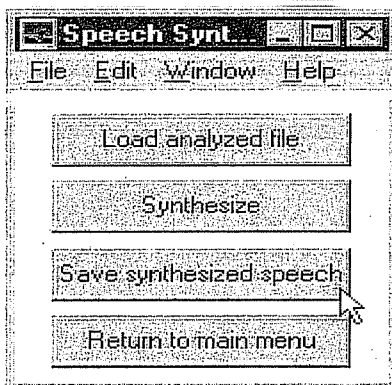 Speech Synt...
File Edit Window Help
Load analyzed file
Synthesize
Save synthesized speech
Return to main menu